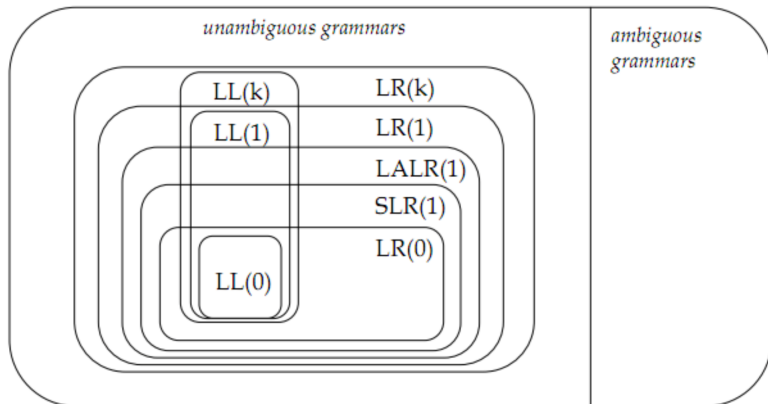 unambiguous grammars
ambiguous
grammars
LL(k)
LR(k)
LL(1)
LR(1)
LALR(1)
SLR(1)
LR(0)
LL(0)